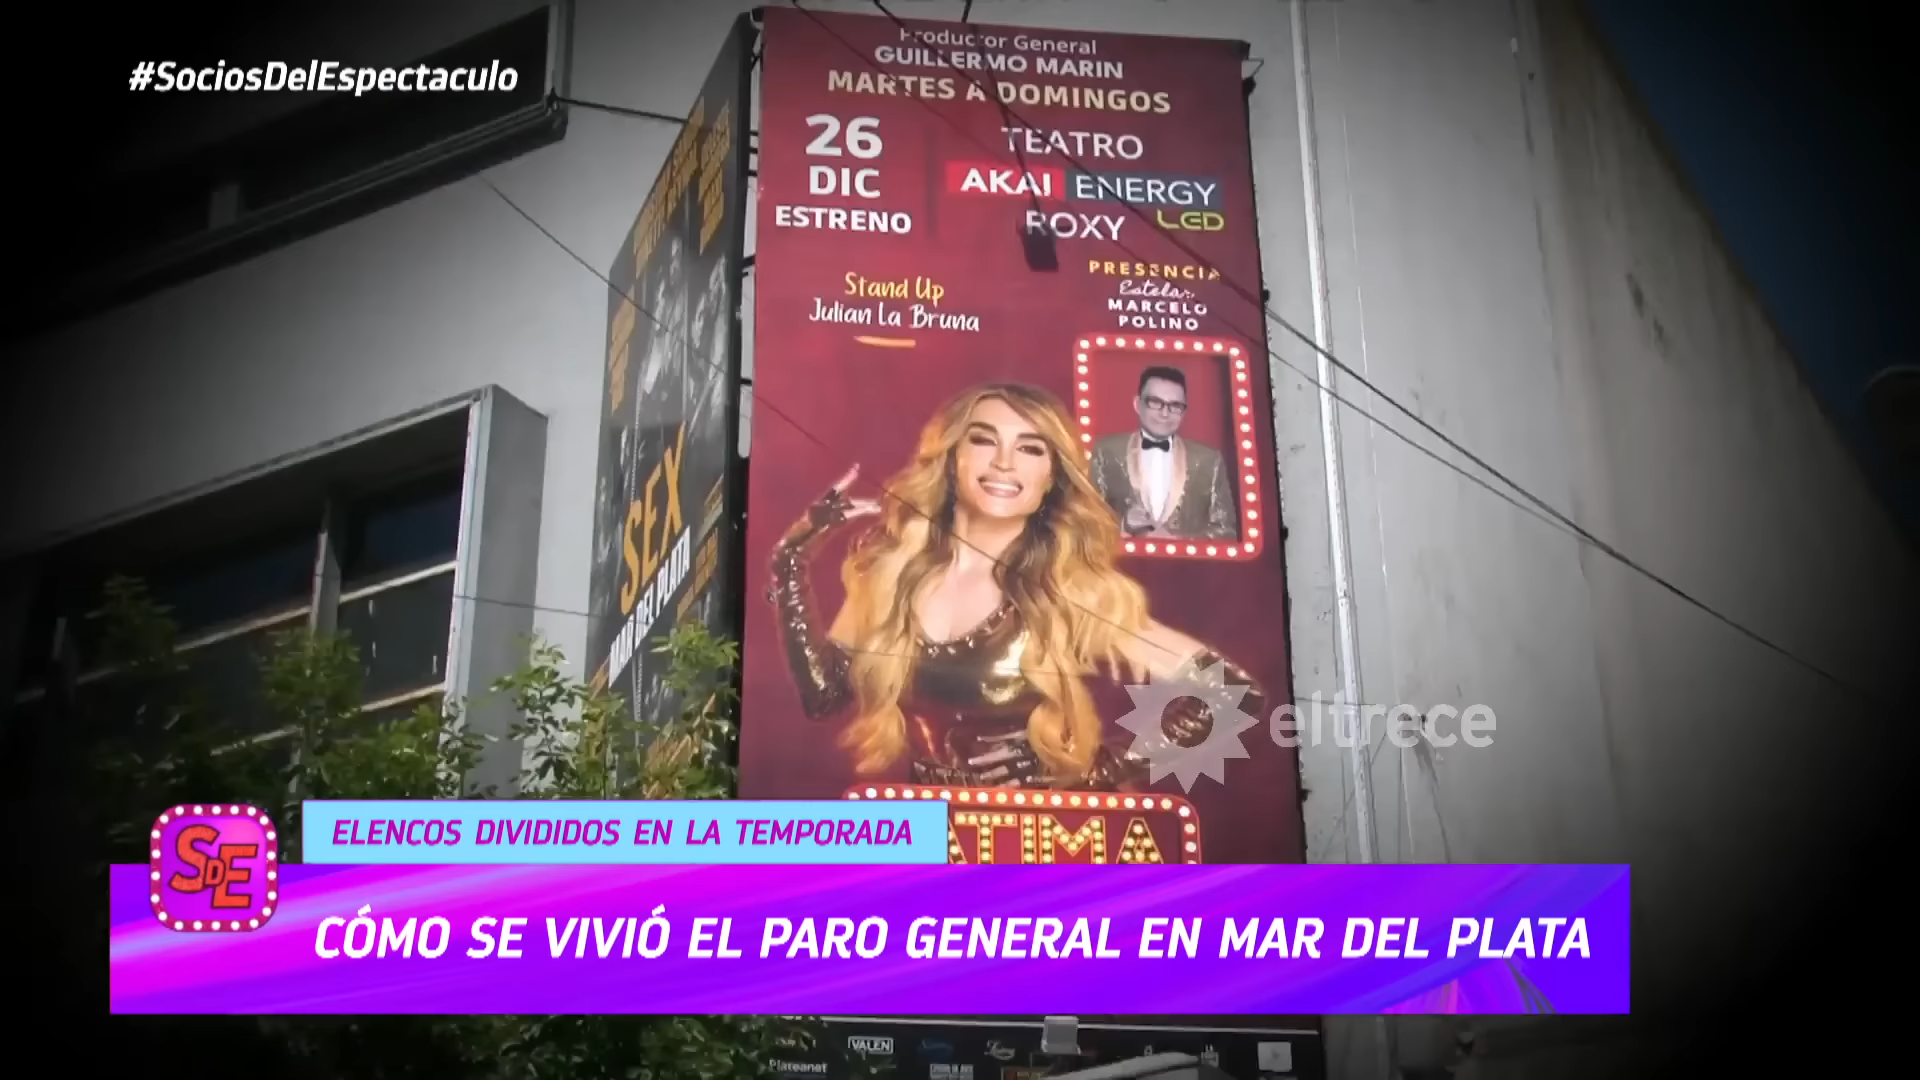 #SociosDelEspectaculo
Productor General
GUILLERMO MARIN
MARTES A DOMINGOS
26
DIC
ESTRENO
TEATRO
AKAI ENERGY
ROXY LED
Stand Up
Julian La Bruna
PRESENCIA
Estelar
MARCELO
POLINO
SEX
MAR DEL PLATA
eltrece
SDE
ELENCOS DIVIDIDOS EN LA TEMPORADA
CÓMO SE VIVIÓ EL PARO GENERAL EN MAR DEL PLATA
VALEN
Plateanet